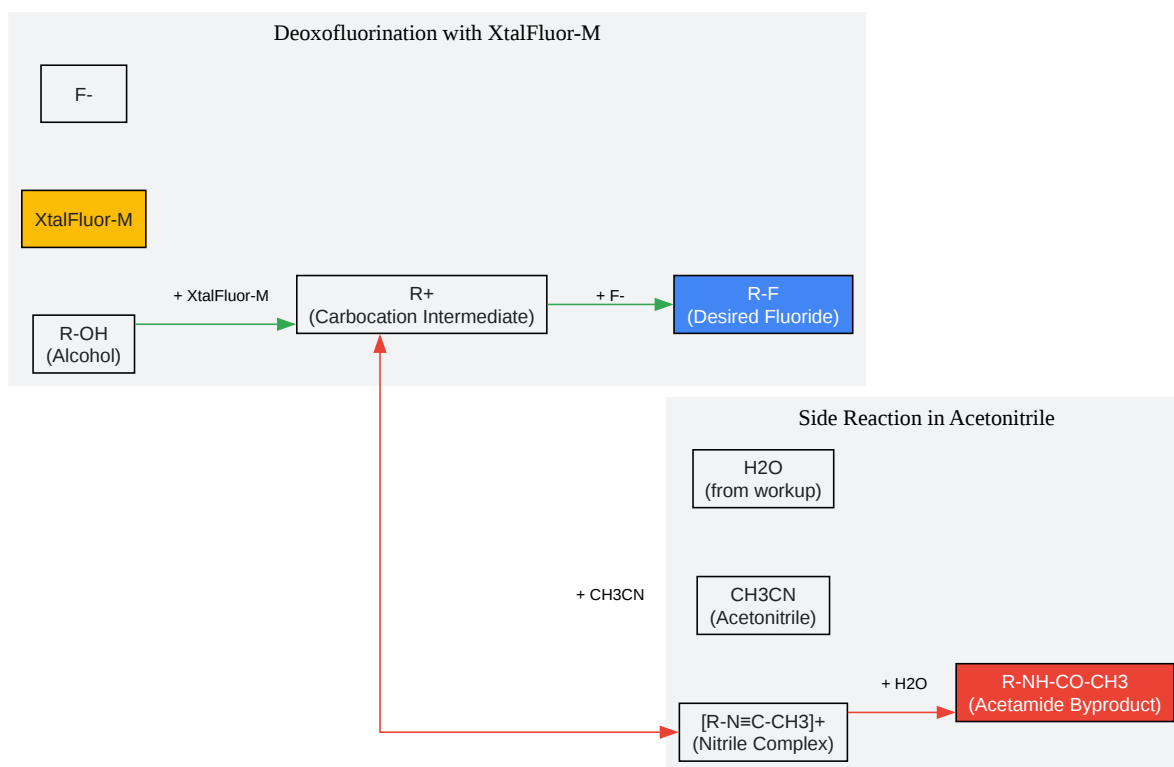 Deoxofluorination with XtalFluor-M
F-
XtalFluor-M
R-OH
(Alcohol)
+ XtalFluor-M
R+
(Carbocation Intermediate)
+ F-
R-F
(Desired Fluoride)
Side Reaction in Acetonitrile
H2O
(from workup)
+ CH3CN
CH3CN
(Acetonitrile)
[R-N≡C-CH3]+
(Nitrile Complex)
+ H2O
R-NH-CO-CH3
(Acetamide Byproduct)